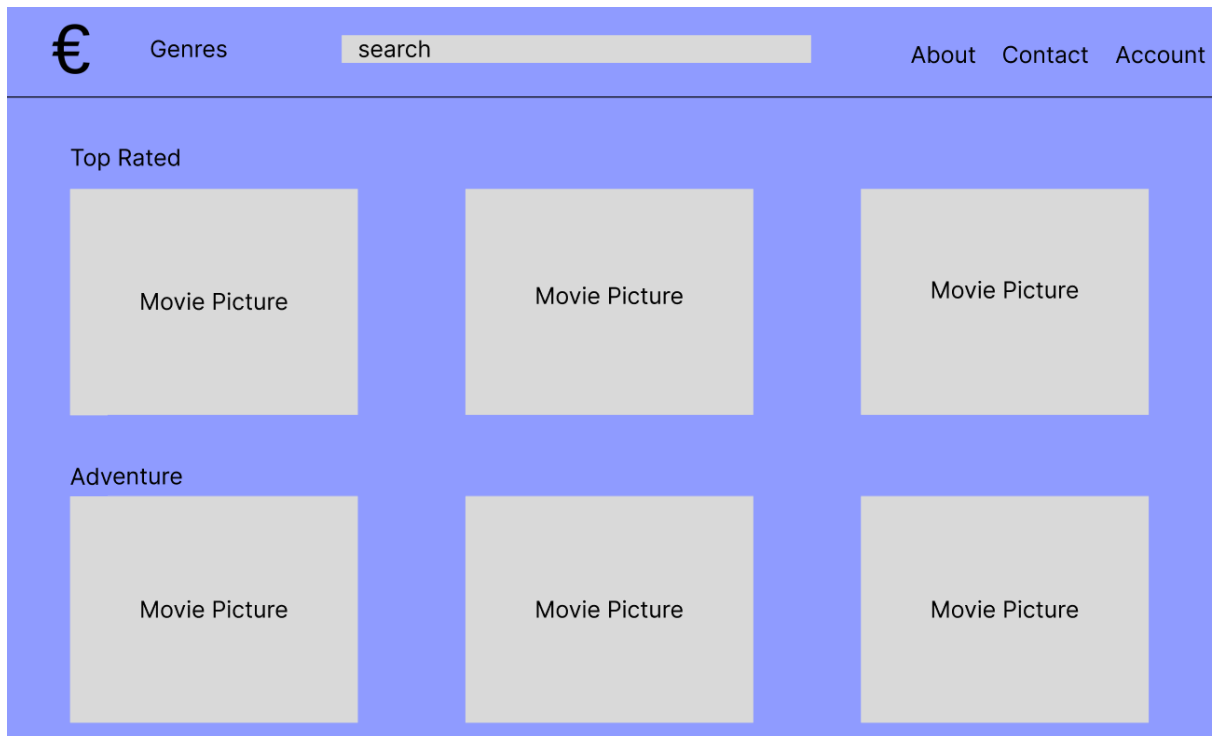 € Genres search About Contact Account
Top Rated
Movie Picture Movie Picture Movie Picture
Adventure
Movie Picture Movie Picture Movie Picture